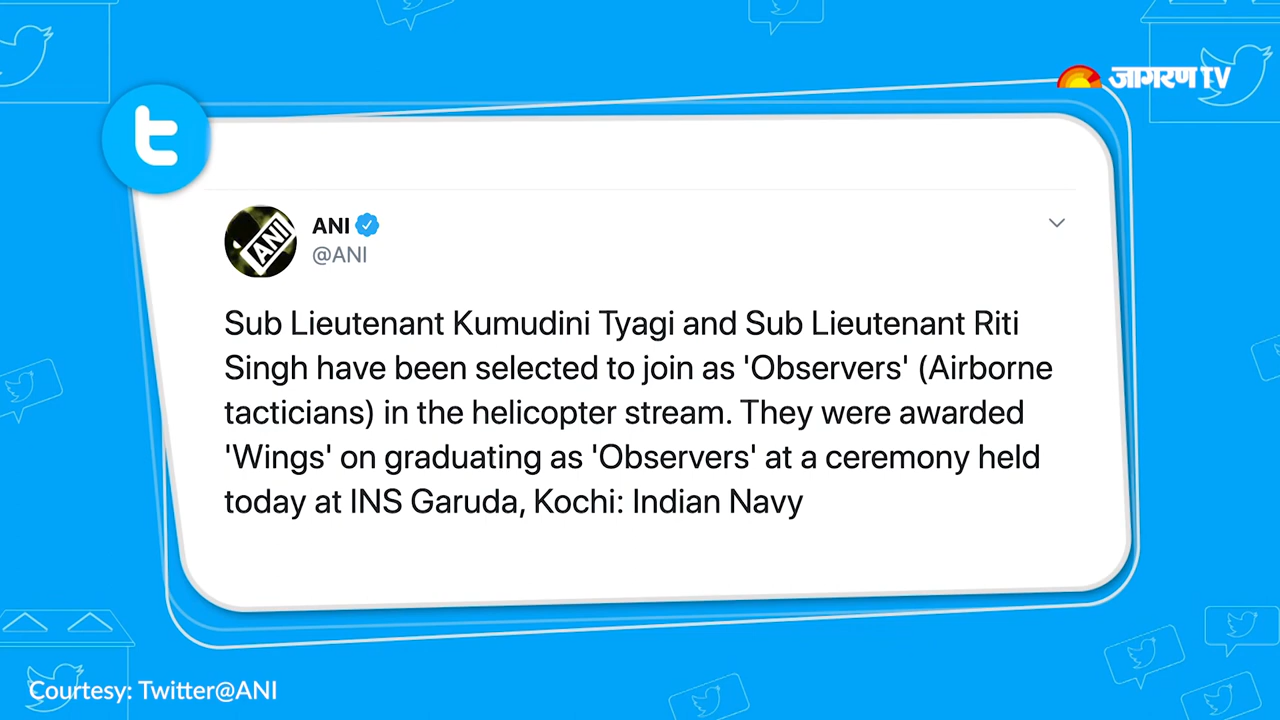 जागरण TV
t
ANI
ANI
@ANI
Sub Lieutenant Kumudini Tyagi and Sub Lieutenant Riti
Singh have been selected to join as 'Observers' (Airborne
tacticians) in the helicopter stream. They were awarded
'Wings' on graduating as 'Observers' at a ceremony held
today at INS Garuda, Kochi: Indian Navy
Courtesy: Twitter@ANI